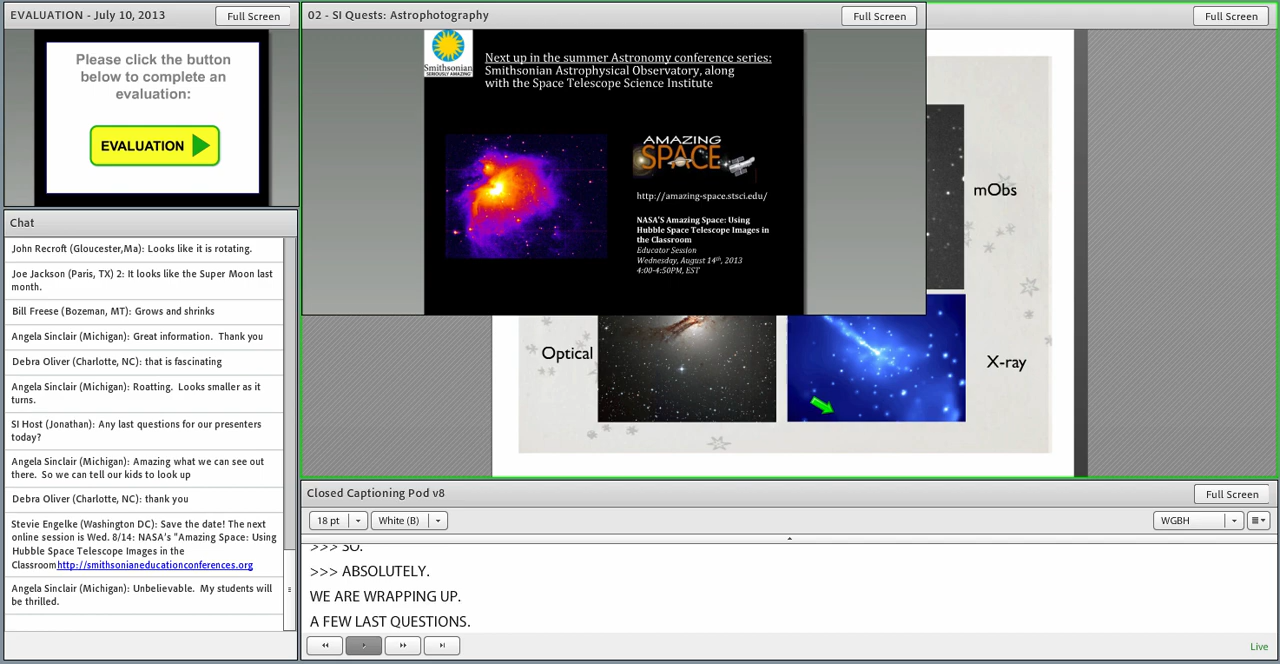 EVALUATION - July 10, 2013
Full Screen
Please click the button
below to complete an
evaluation:
EVALUATION
Chat
John Recroft (Gloucester,Ma): Looks like it is rotating.
Joe Jackson (Paris, TX) 2: It looks like the Super Moon last
month.
Bill Freese (Bozeman, MT): Grows and shrinks
Angela Sinclair (Michigan): Great information. Thank you
Debra Oliver (Charlotte, NC): that is fascinating
Angela Sinclair (Michigan): Roatting. Looks smaller as it
turns.
SI Host (Jonathan): Any last questions for our presenters
today?
Angela Sinclair (Michigan): Amazing what we can see out
there. So we can tell our kids to look up
Debra Oliver (Charlotte, NC): thank you
Stevie Engelke (Washington DC): Save the date! The next
online session is Wed. 8/14: NASA's "Amazing Space: Using
Hubble Space Telescope Images in the
Classroomhttp://smithsonianeducationconferences.org
Angela Sinclair (Michigan): Unbelievable. My students will
be thrilled.
02 - SI Quests: Astrophotography
Full Screen
Full Screen
Smithsonian
SERIOUSLY AMAZING
Next up in the summer Astronomy conference series:
Smithsonian Astrophysical Observatory, along
with the Space Telescope Science Institute
AMAZING
SPACE
http://amazing-space.stsci.edu/
NASA'S Amazing Space: Using
Hubble Space Telescope Images in
the Classroom
Educator Session
Wednesday, August 14th, 2013
4:00-4:50PM, EST
mObs
Optical
X-ray
Closed Captioning Pod v8
Full Screen
18 pt
White (B)
WGBH
>>> SO.
>>> ABSOLUTELY.
WE ARE WRAPPING UP.
A FEW LAST QUESTIONS.
Live